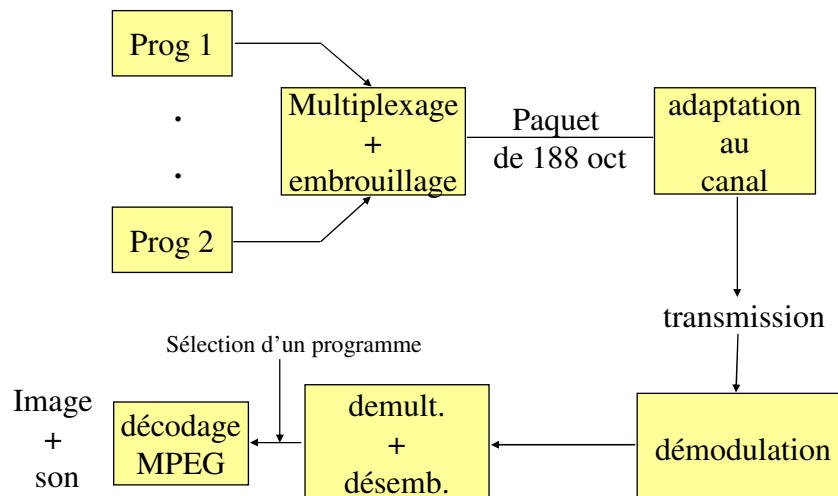 Prog 1
.
.
Prog 2
Multiplexage
+
embrouillage
Paquet
de 188 oct
adaptation
au
canal
transmission
démodulation
demult.
+
désemb.
Sélection d’un programme
décodage
MPEG
Image
+
son